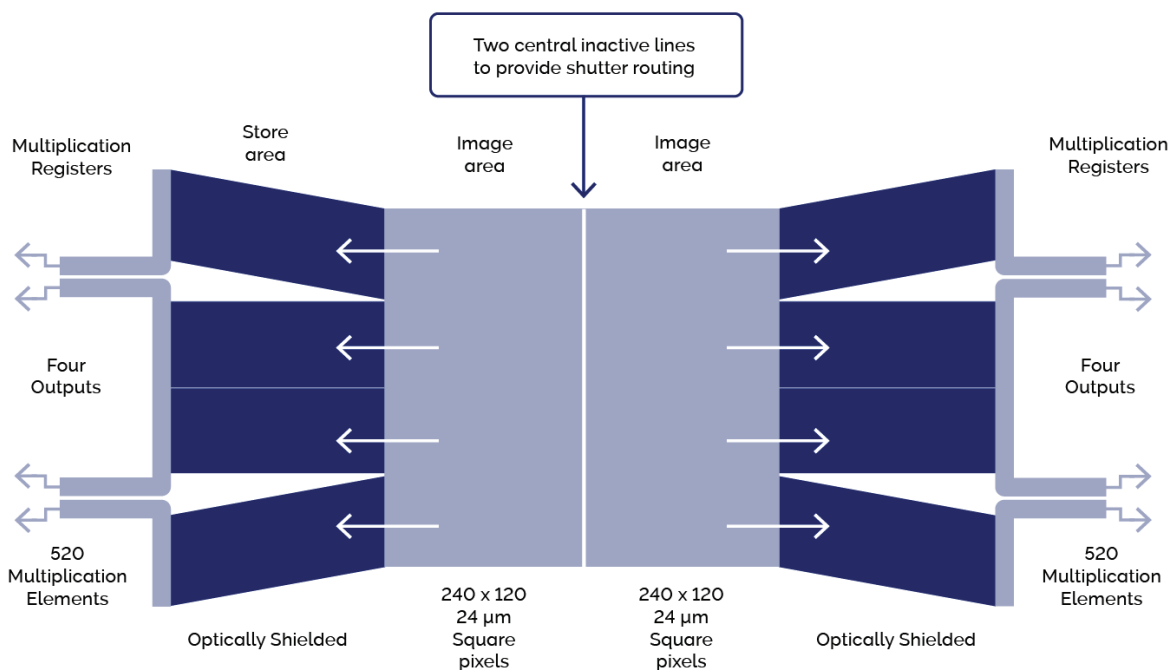 Two central inactive lines
to provide shutter routing
Multiplication
Registers
Store
area
Image
area
Image
area
Multiplication
Registers
Four
Outputs
Four
Outputs
520
Multiplication
Elements
520
Multiplication
Elements
Optically Shielded
240 x 120
24 µm
Square
pixels
240 x 120
24 µm
Square
pixels
Optically Shielded